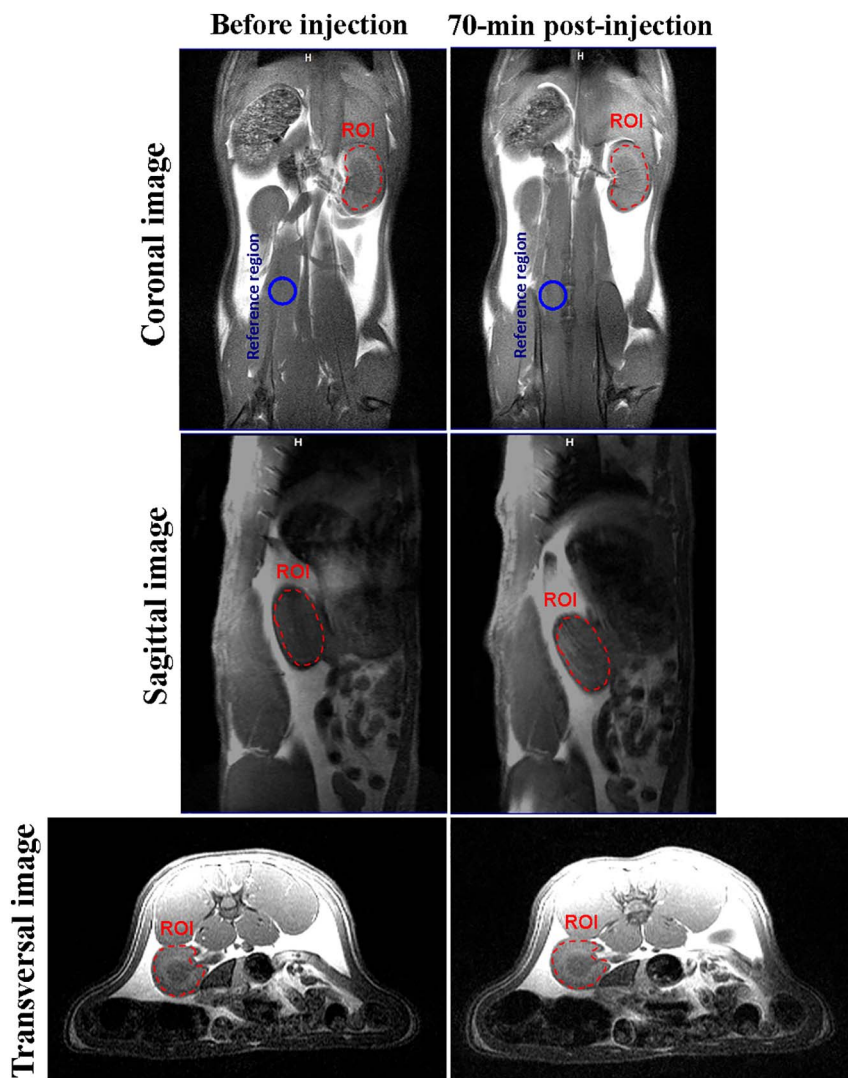 Before injection
70-min post-injection
Coronal image
H
ROI
Reference region
H
ROI
Reference region
Sagittal image
H
ROI
H
ROI
Transversal image
ROI
ROI